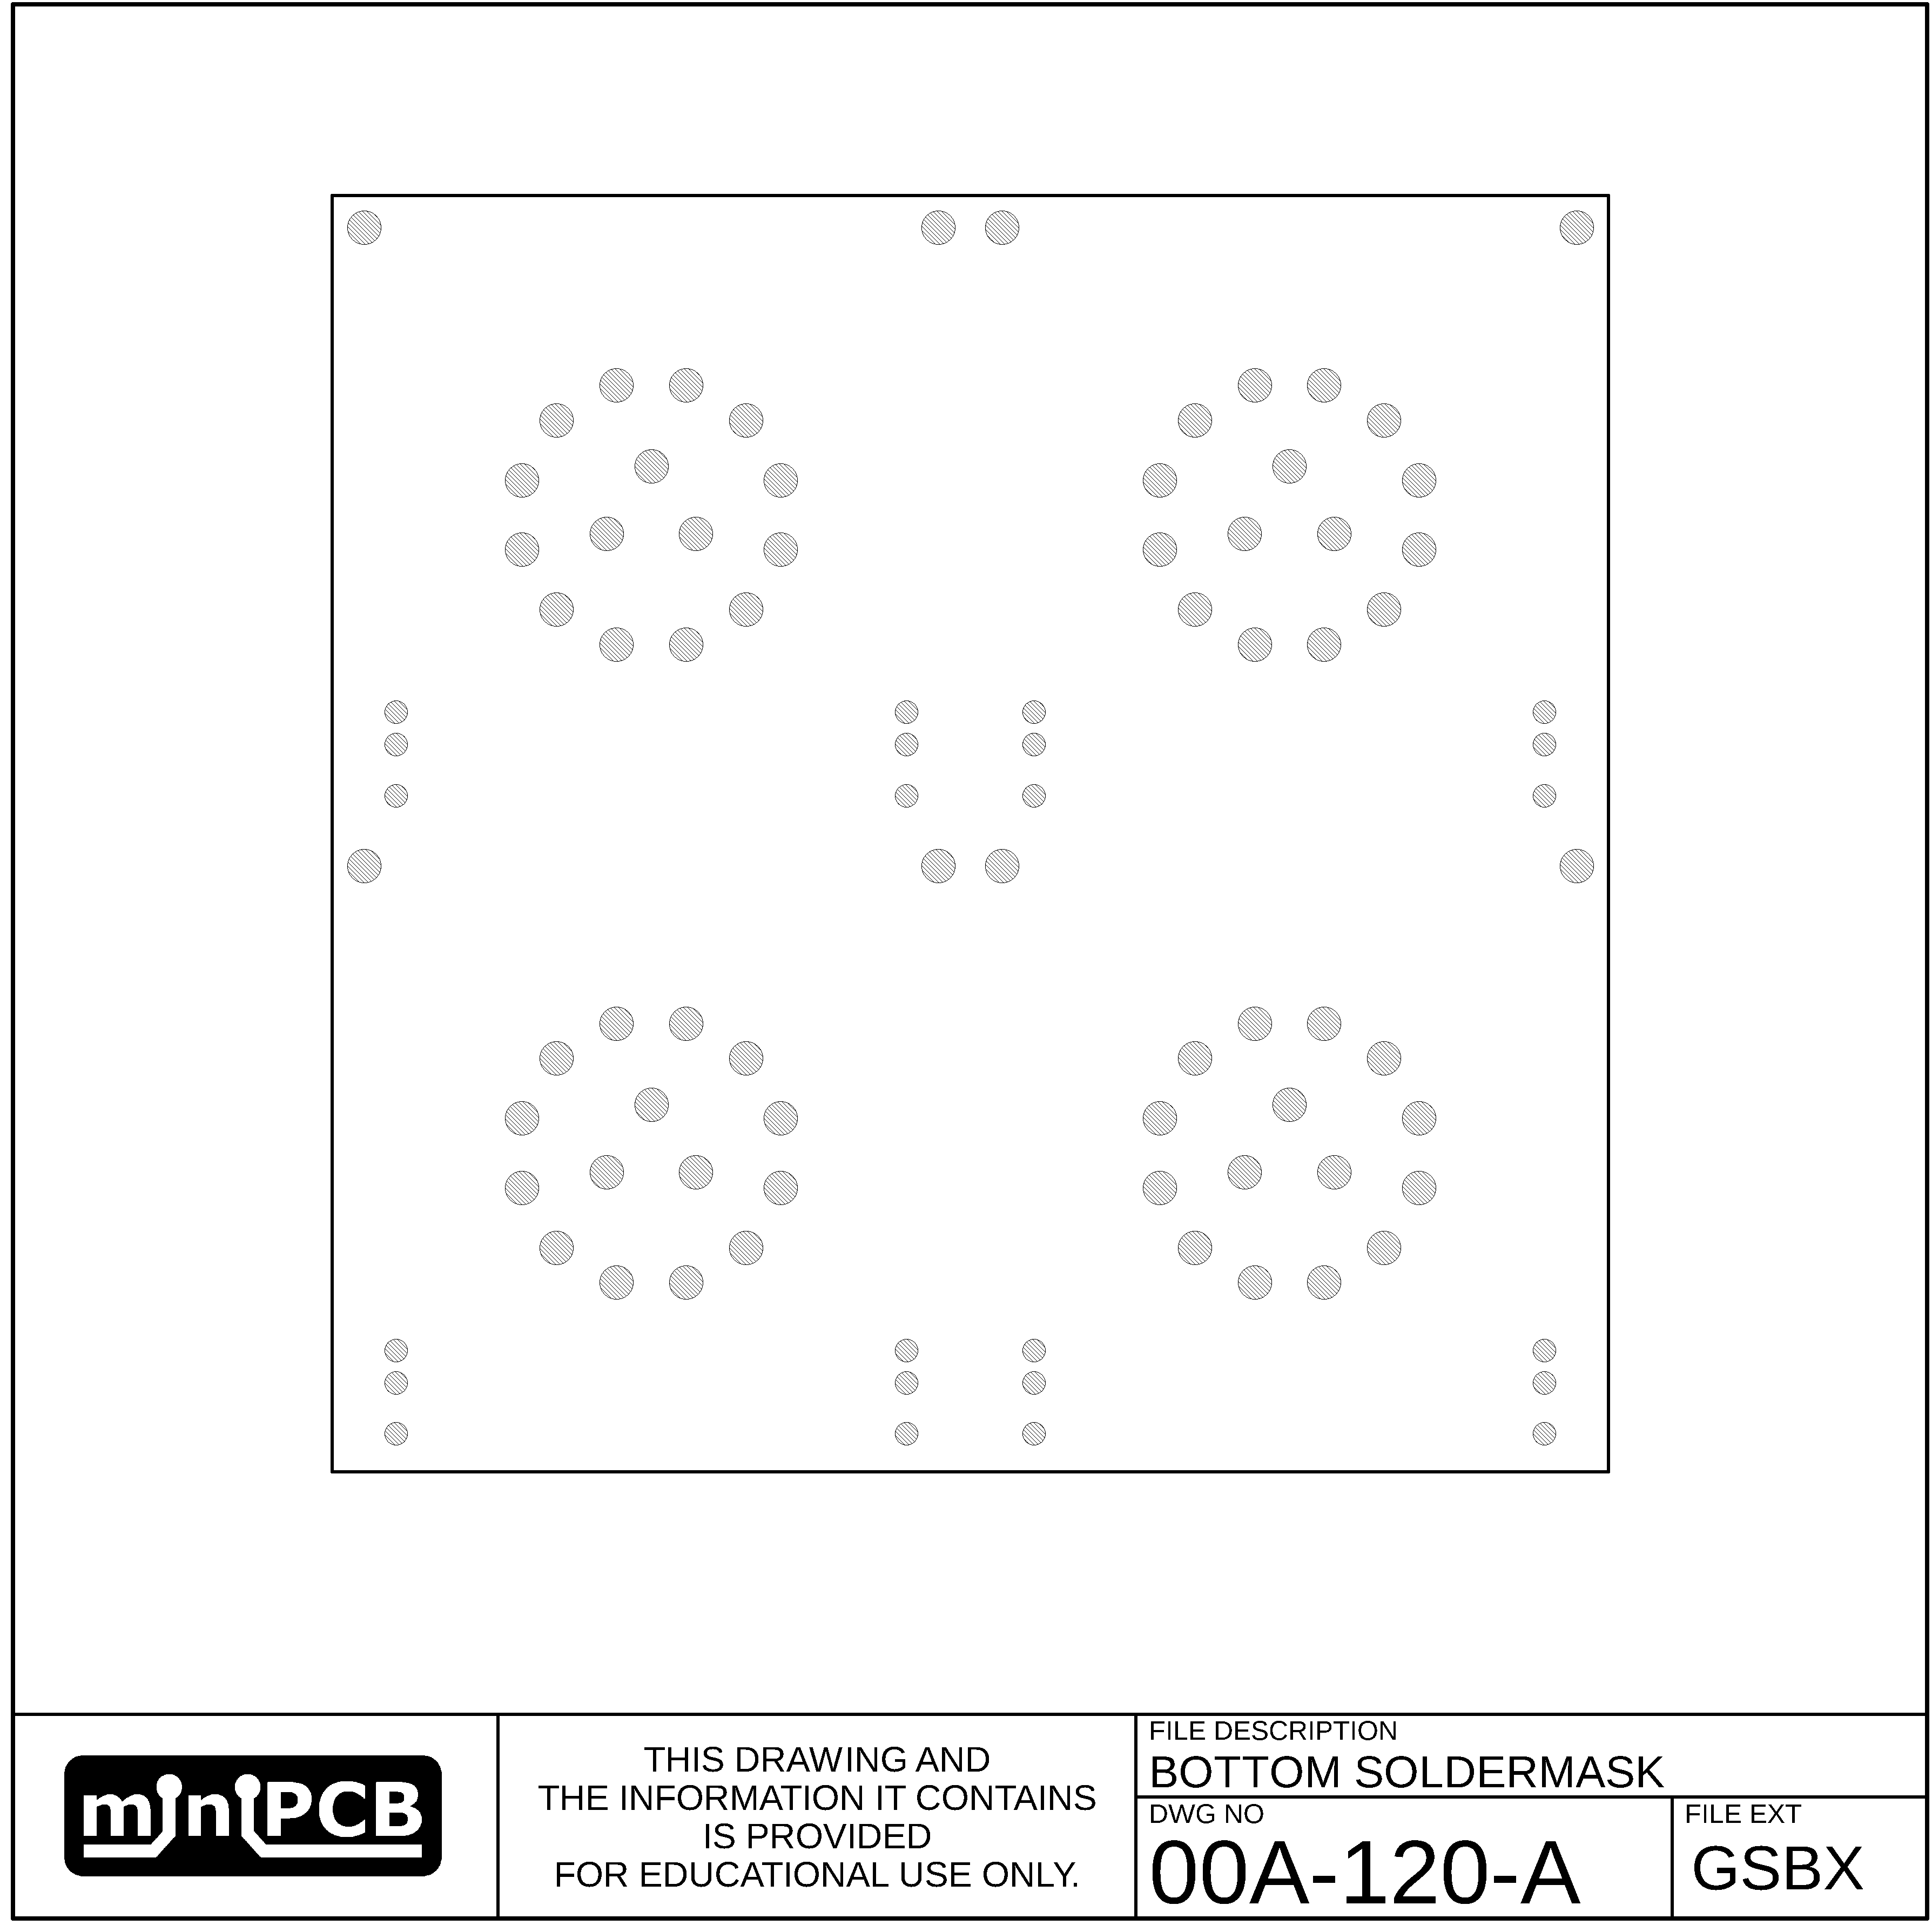 miniPCB
THIS DRAWING AND
THE INFORMATION IT CONTAINS
IS PROVIDED
FOR EDUCATIONAL USE ONLY.
FILE DESCRIPTION
BOTTOM SOLDERMASK
DWG NO
00A-120-A
FILE EXT
GSBX